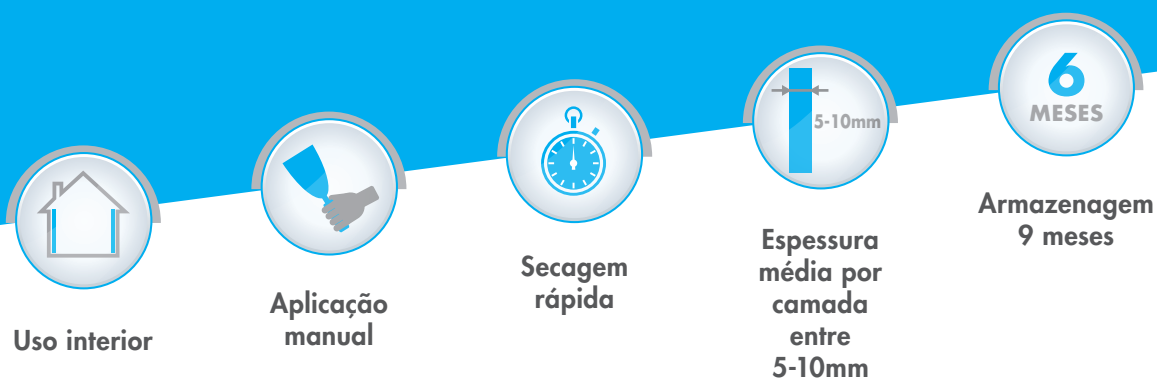 Uso interior
Aplicação
manual
Secagem
rápida
5-10mm
Espessura
média por
camada
entre
5-10mm
6
MESES
Armazenagem
9 meses